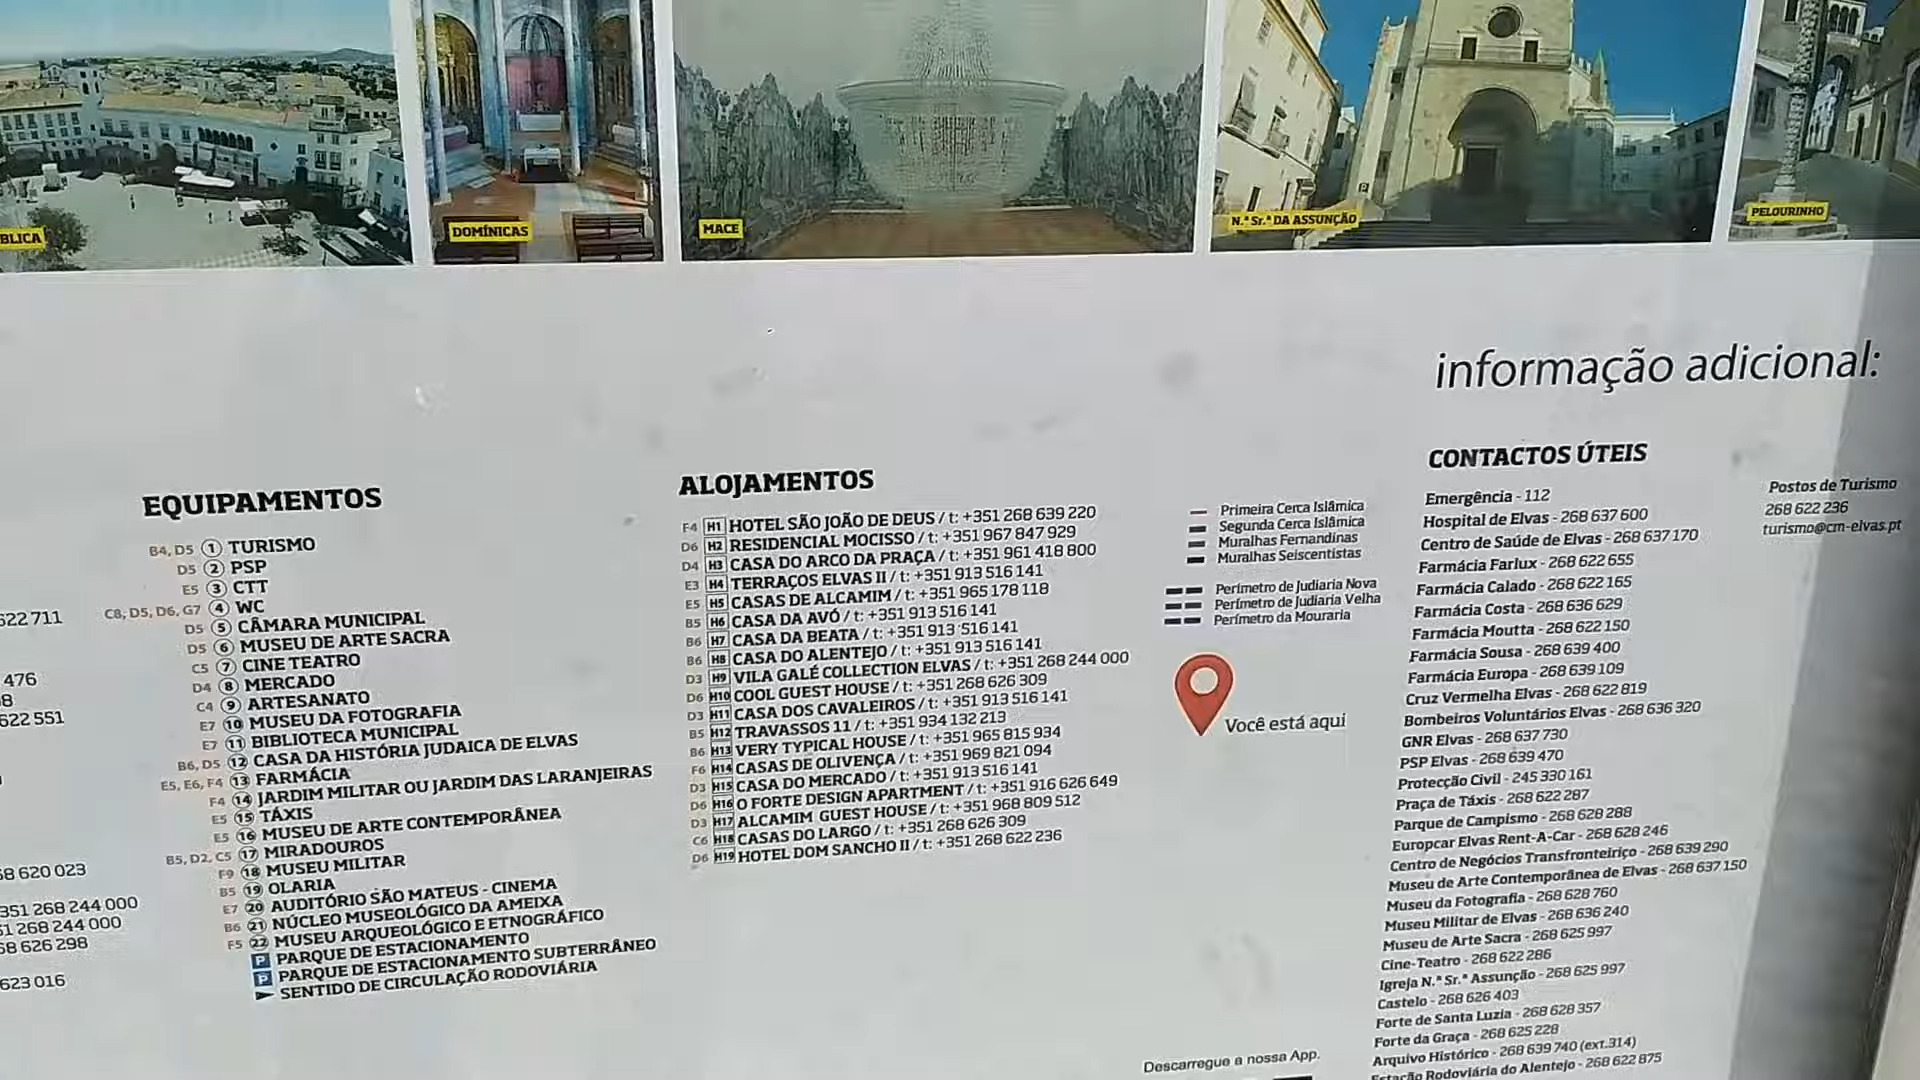 BLICA
DOMÍNICAS
MACE
N.ª Sr.ª DA ASSUNÇÃO
PELOURINHO
informação adicional:
622 711
476
8
622 551
68 620 023
351 268 244 000
51 268 244 000
68 626 298
623 016
EQUIPAMENTOS
B4, D5 1 TURISMO
D5 2 PSP
E5 3 CTT
C8, D5, D6, G7 4 WC
D5 5 CÂMARA MUNICIPAL
D5 6 MUSEU DE ARTE SACRA
C5 7 CINE TEATRO
D4 8 MERCADO
C4 9 ARTESANATO
E7 10 MUSEU DA FOTOGRAFIA
E7 11 BIBLIOTECA MUNICIPAL
B6, D5 12 CASA DA HISTÓRIA JUDAICA DE ELVAS
E5, E6, F4 13 FARMÁCIA
F4 14 JARDIM MILITAR OU JARDIM DAS LARANJEIRAS
E5 15 TÁXIS
E5 16 MUSEU DE ARTE CONTEMPORÂNEA
B5, D2, C5 17 MIRADOUROS
F9 18 MUSEU MILITAR
B5 19 OLARIA
E7 20 AUDITÓRIO SÃO MATEUS - CINEMA
B6 21 NÚCLEO MUSEOLÓGICO DA AMEIXA
F5 22 MUSEU ARQUEOLÓGICO E ETNOGRÁFICO
P PARQUE DE ESTACIONAMENTO
P PARQUE DE ESTACIONAMENTO SUBTERRÂNEO
SENTIDO DE CIRCULAÇÃO RODOVIÁRIA
ALOJAMENTOS
F4 H1 HOTEL SÃO JOÃO DE DEUS / t: +351 268 639 220
D6 H2 RESIDENCIAL MOCISSO / t: +351 967 847 929
D4 H3 CASA DO ARCO DA PRAÇA / t: +351 961 418 800
E3 H4 TERRAÇOS ELVAS II / t: +351 913 516 141
E5 H5 CASAS DE ALCAMIM / t: +351 965 178 118
B5 H6 CASA DA AVÓ / t: +351 913 516 141
B6 H7 CASA DA BEATA / t: +351 913 516 141
B6 H8 CASA DO ALENTEJO / t: +351 913 516 141
D3 H9 VILA GALÉ COLLECTION ELVAS / t: +351 268 244 000
D6 H10 COOL GUEST HOUSE / t: +351 268 626 309
D3 H11 CASA DOS CAVALEIROS / t: +351 913 516 141
B5 H12 TRAVASSOS 11 / t: +351 934 132 213
B6 H13 VERY TYPICAL HOUSE / t: +351 965 815 934
F6 H14 CASAS DE OLIVENÇA / t: +351 969 821 094
D3 H15 CASA DO MERCADO / t: +351 913 516 141
D6 H16 O FORTE DESIGN APARTMENT / t: +351 916 626 649
D3 H17 ALCAMIM GUEST HOUSE / t: +351 968 809 512
C6 H18 CASAS DO LARGO / t: +351 268 626 309
D6 H19 HOTEL DOM SANCHO II / t: +351 268 622 236
Primeira Cerca Islâmica
Segunda Cerca Islâmica
Muralhas Fernandinas
Muralhas Seiscentistas
Perímetro de Judiaria Nova
Perímetro de Judiaria Velha
Perímetro da Mouraria
Você está aqui
Descarregue a nossa App.
CONTACTOS ÚTEIS
Emergência - 112
Hospital de Elvas - 268 637 600
Centro de Saúde de Elvas - 268 637 170
Farmácia Farlux - 268 622 655
Farmácia Calado - 268 622 165
Farmácia Costa - 268 636 629
Farmácia Moutta - 268 622 150
Farmácia Sousa - 268 639 400
Farmácia Europa - 268 639 109
Cruz Vermelha Elvas - 268 622 819
Bombeiros Voluntários Elvas - 268 636 320
GNR Elvas - 268 637 730
PSP Elvas - 268 639 470
Protecção Civil - 245 330 161
Praça de Táxis - 268 622 287
Parque de Campismo - 268 628 288
Europcar Elvas Rent-A-Car - 268 628 246
Centro de Negócios Transfronteiriço - 268 639 290
Museu de Arte Contemporânea de Elvas - 268 637 150
Museu da Fotografia - 268 628 760
Museu Militar de Elvas - 268 636 240
Museu de Arte Sacra - 268 625 997
Cine-Teatro - 268 622 286
Igreja N.ª Sr.ª Assunção - 268 625 997
Castelo - 268 626 403
Forte de Santa Luzia - 268 628 357
Forte da Graça - 268 625 228
Arquivo Histórico - 268 639 740 (ext.314)
Estação Rodoviária do Alentejo - 268 622 875
Postos de Turismo
268 622 236
turismo@cm-elvas.pt